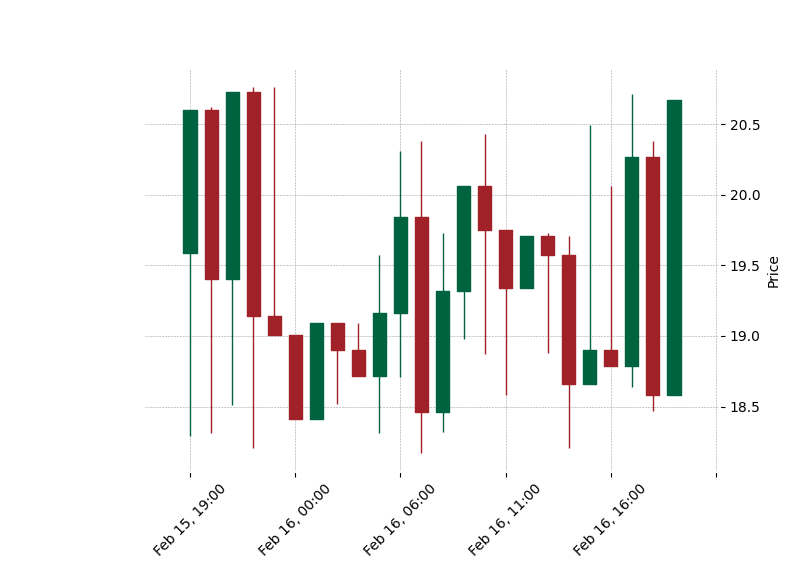 20.5
20.0
19.5
19.0
18.5
Price
Feb 15, 19:00
Feb 16, 00:00
Feb 16, 06:00
Feb 16, 11:00
Feb 16, 16:00